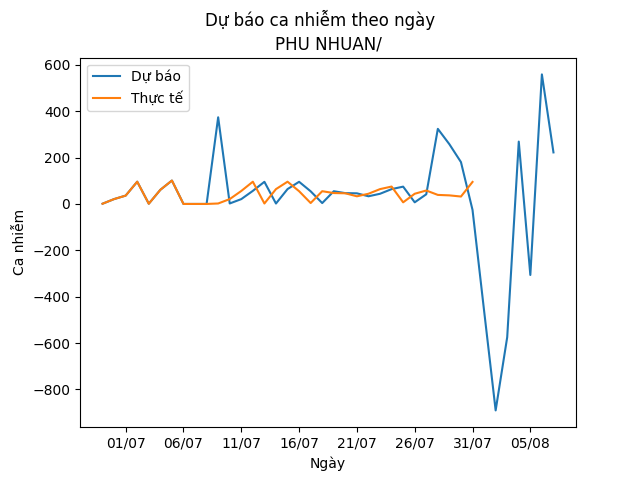 Dự báo ca nhiễm theo ngày
PHU NHUAN/
Dự báo
Thực tế
Ca nhiễm
600
400
200
0
−200
−400
−600
−800
01/07 06/07 11/07 16/07 21/07 26/07 31/07 05/08
Ngày